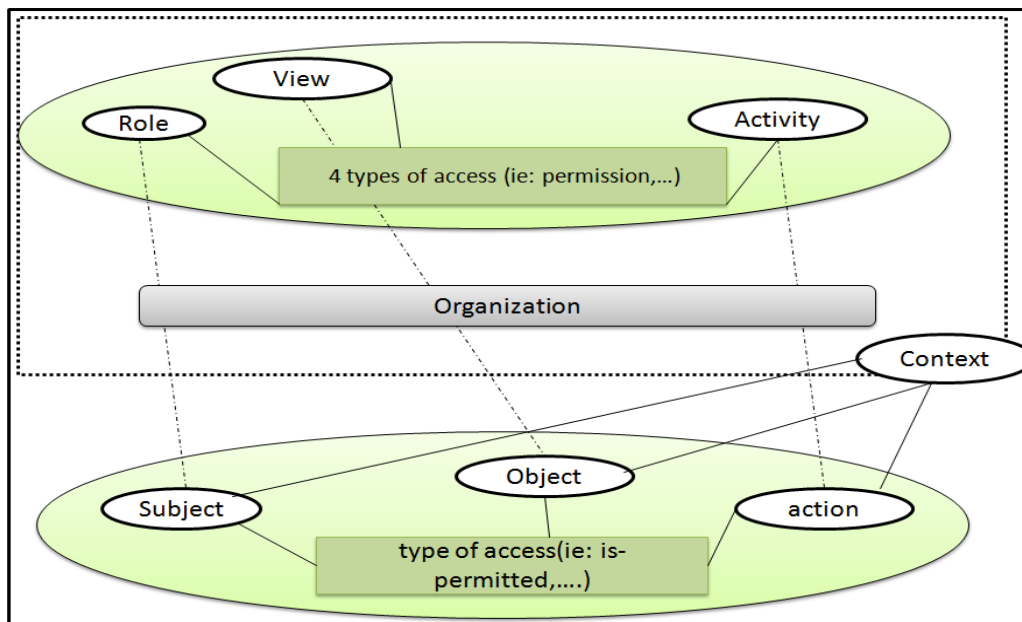 View
Role
Activity
4 types of access (ie: permission,...)
Organization
Context
Object
Subject
action
type of access(ie: is-
permitted,....)